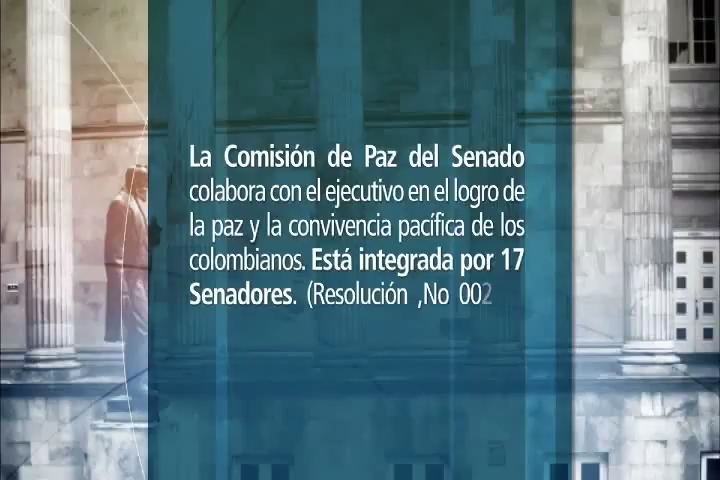 La Comisión de Paz del Senado
colabora con el ejecutivo en el logro de
la paz y la convivencia pacífica de los
colombianos. Está integrada por 17
Senadores. (Resolución ,No 002